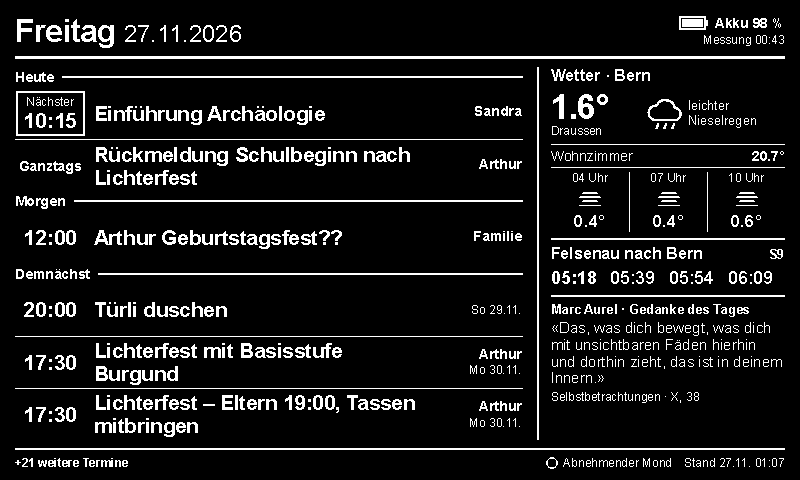 Freitag 27.11.2026
Akku 98 %
Messung 00:43
Heute
Nächster
10:15
Einführung Archäologie
Sandra
Ganztags
Rückmeldung Schulbeginn nach
Lichterfest
Arthur
Morgen
12:00
Arthur Geburtstagsfest??
Familie
Demnächst
20:00
Türli duschen
So 29.11.
17:30
Lichterfest mit Basisstufe
Burgund
Arthur
Mo 30.11.
17:30
Lichterfest – Eltern 19:00, Tassen
mitbringen
Arthur
Mo 30.11.
+21 weitere Termine
Wetter · Bern
1.6°
Draussen
leichter
Nieselregen
Wohnzimmer 20.7°
04 Uhr 07 Uhr 10 Uhr
0.4° 0.4° 0.6°
Felsenau nach Bern S9
05:18 05:39 05:54 06:09
Marc Aurel · Gedanke des Tages
«Das, was dich bewegt, was dich
mit unsichtbaren Fäden hierhin
und dorthin zieht, das ist in deinem
Innern.»
Selbstbetrachtungen · X, 38
Abnehmender Mond Stand 27.11. 01:07